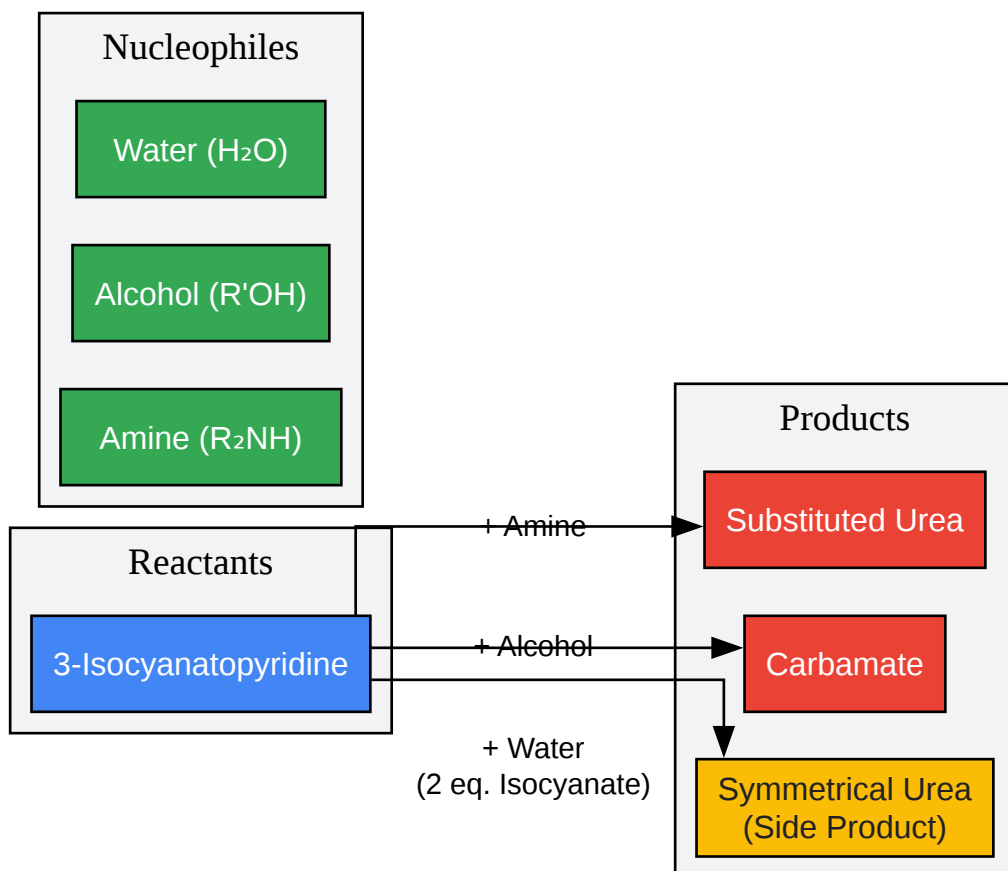 Nucleophiles
Water (H₂O)
Alcohol (R'OH)
Amine (R₂NH)
Reactants
3-Isocyanatopyridine
+ Amine
+ Alcohol
+ Water
(2 eq. Isocyanate)
Products
Substituted Urea
Carbamate
Symmetrical Urea
(Side Product)